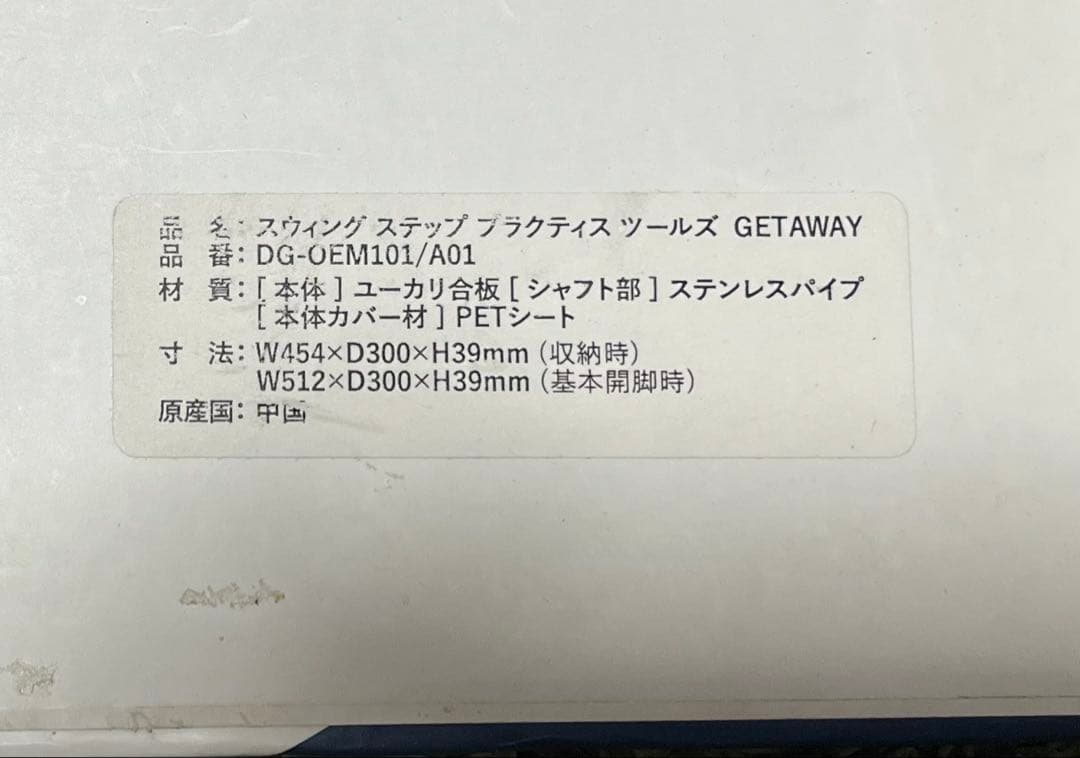 品 名：スウィング ステップ プラクティス ツールズ GETAWAY
品 番：DG-OEM101/A01
材 質：[ 本体 ] ユーカリ合板 [ シャフト部 ] ステンレスパイプ
[ 本体カバー材 ] PETシート
寸 法：W454×D300×H39mm（収納時）
W512×D300×H39mm（基本開脚時）
原産国：中国